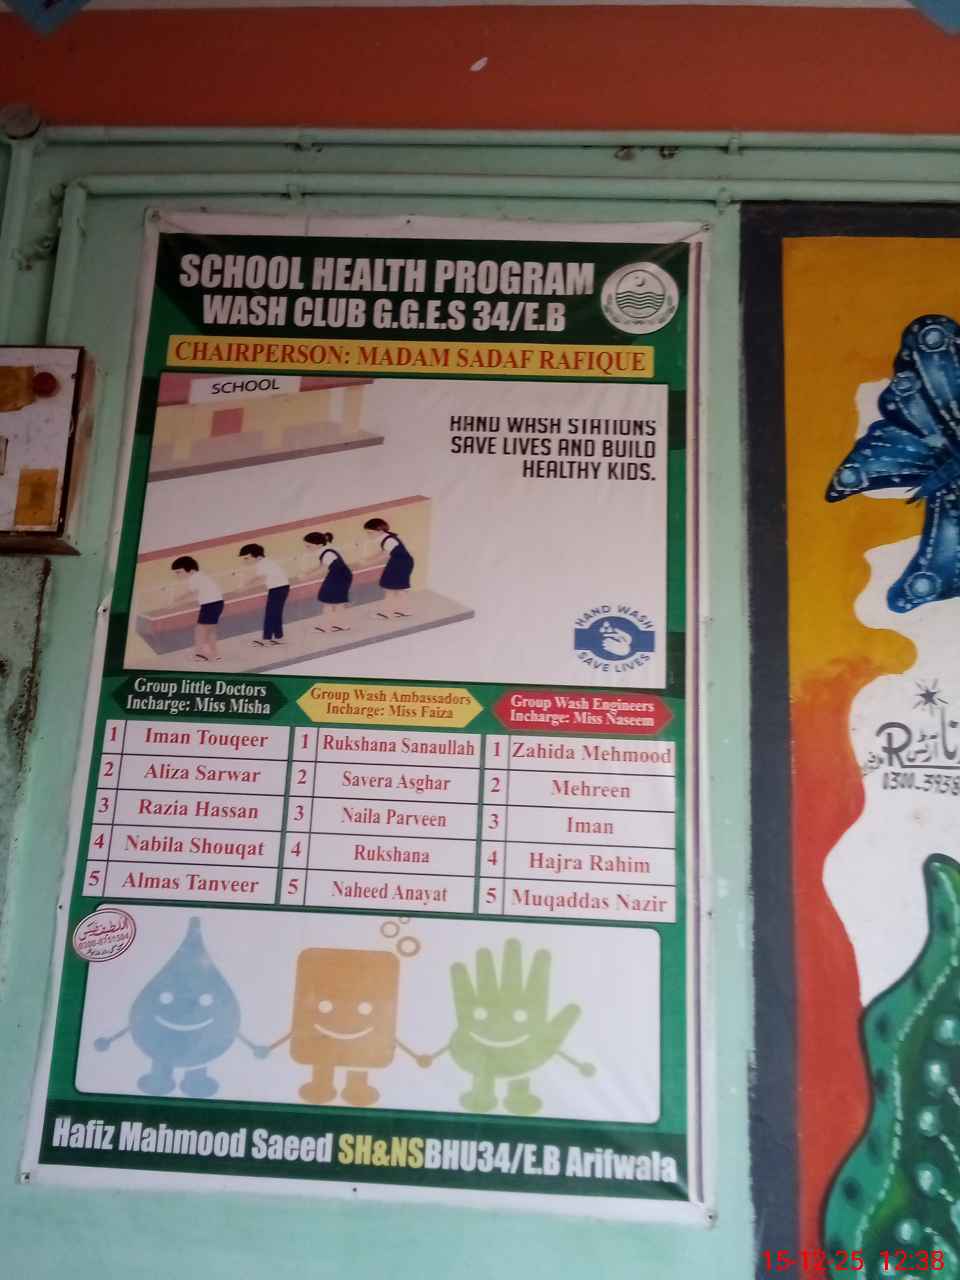 SCHOOL HEALTH PROGRAM
WASH CLUB G.G.E.S 34/E.B
CHAIRPERSON: MADAM SADAF RAFIQUE
SCHOOL
HAND WASH STATIONS
SAVE LIVES AND BUILD
HEALTHY KIDS.
HAND WASH
SAVE LIVES
Group little Doctors
Incharge: Miss Misha
1 Iman Touqeer
2 Aliza Sarwar
3 Razia Hassan
4 Nabila Shouqat
5 Almas Tanveer
Group Wash Ambassadors
Incharge: Miss Faiza
1 Rukshana Sanaullah
2 Savera Asghar
3 Naila Parveen
4 Rukshana
5 Naheed Anayat
Group Wash Engineers
Incharge: Miss Naseem
1 Zahida Mehmood
2 Mehreen
3 Iman
4 Hajra Rahim
5 Muqaddas Nazir
Hafiz Mahmood Saeed SH&NSBHU34/E.B Arifwala
R
آرٹس
15-12-25 12:38